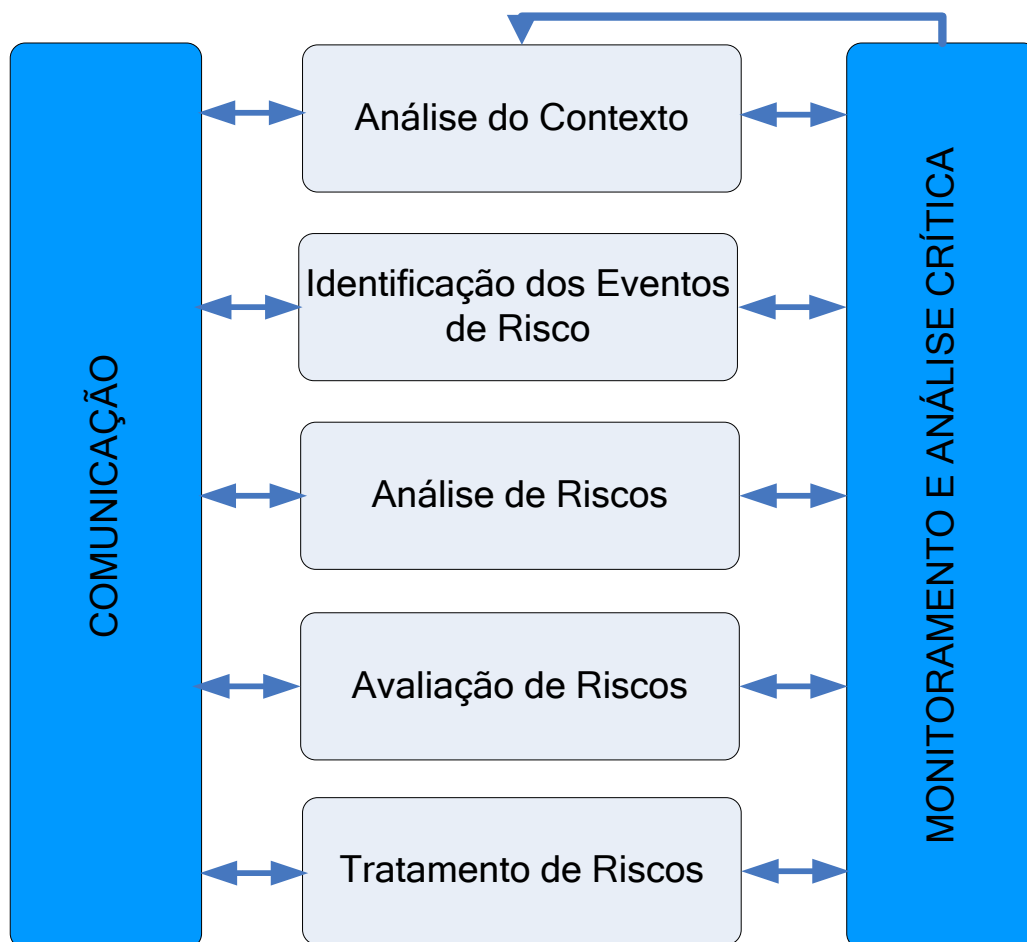 COMUNICAÇÃO
Análise do Contexto
Identificação dos Eventos
de Risco
Análise de Riscos
Avaliação de Riscos
Tratamento de Riscos
MONITORAMENTO E ANÁLISE CRÍTICA